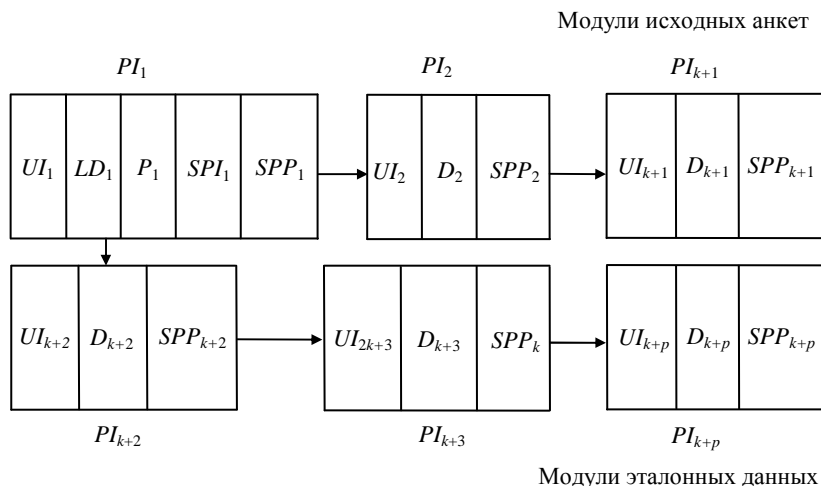 Модули исходных анкет
PI₁ PI₂ PIₖ₊₁
UI₁ LD₁ P₁ SPI₁ SPP₁ UI₂ D₂ SPP₂ UIₖ₊₁ Dₖ₊₁ SPPₖ₊₁
UIₖ₊₂ Dₖ₊₂ SPPₖ₊₂ UI₂ₖ₊₃ Dₖ₊₃ SPPₖ UIₖ₊ₚ Dₖ₊ₚ SPPₖ₊ₚ
PIₖ₊₂ PIₖ₊₃ PIₖ₊ₚ
Модули эталонных данных